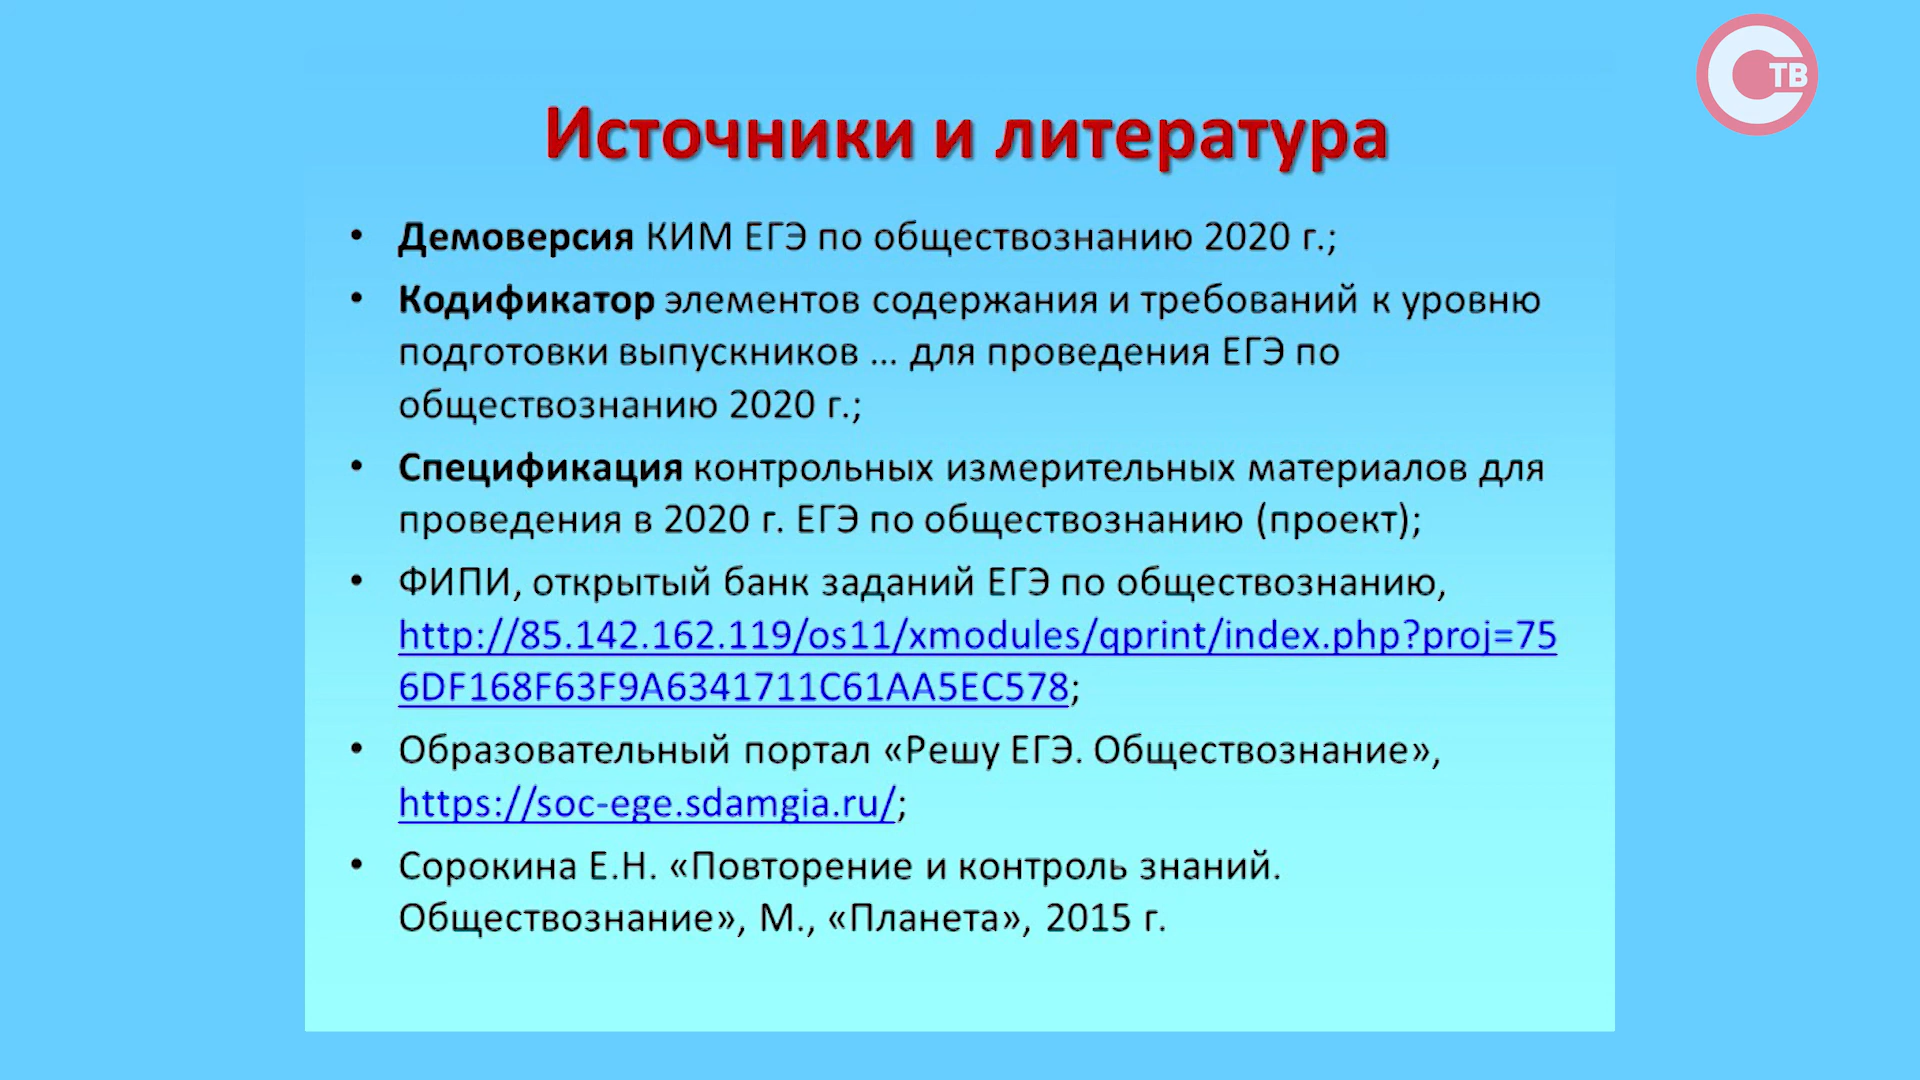 СТВ
Источники и литература
• Демоверсия КИМ ЕГЭ по обществознанию 2020 г.;
• Кодификатор элементов содержания и требований к уровню
подготовки выпускников ... для проведения ЕГЭ по
обществознанию 2020 г.;
• Спецификация контрольных измерительных материалов для
проведения в 2020 г. ЕГЭ по обществознанию (проект);
• ФИПИ, открытый банк заданий ЕГЭ по обществознанию,
http://85.142.162.119/os11/xmodules/qprint/index.php?proj=75
6DF168F63F9A6341711C61AA5EC578;
• Образовательный портал «Решу ЕГЭ. Обществознание»,
https://soc-ege.sdamgia.ru/;
• Сорокина Е.Н. «Повторение и контроль знаний.
Обществознание», М., «Планета», 2015 г.